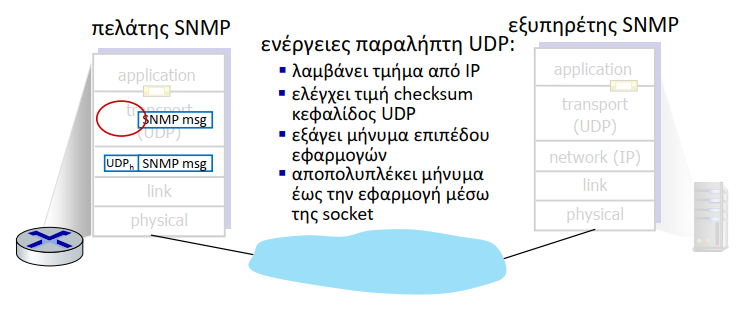 πελάτης SNMP
application
transport
(UDP)
SNMP msg
UDPh
SNMP msg
link
physical
ενέργειες παραλήπτη UDP:
λαμβάνει τμήμα από IP
ελέγχει τιμή checksum
κεφαλίδος UDP
εξάγει μήνυμα επιπέδου
εφαρμογών
αποπολυπλέκει μήνυμα
έως την εφαρμογή μέσω
της socket
εξυπηρέτης SNMP
application
transport
(UDP)
network (IP)
link
physical